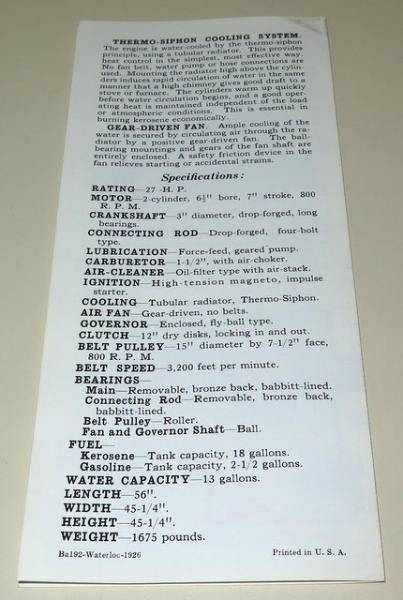 THERMO-SIPHON COOLING SYSTEM.
The engine is water-cooled by the thermo-siphon
principle, using a tubular radiator. This provides
heat control in the simplest, most effective way.
No fan belt, water pump or hose connections are
used. Mounting the radiator high above the cylin-
ders induces rapid circulation of water in the same
manner that a high chimney gives good draft to a
stove or furnace. The cylinders warm up quickly
before water circulation begins, and a good oper-
ating heat is maintained independent of the load
or atmospheric conditions. This is essential in
burning kerosene economically.
GEAR-DRIVEN FAN. Ample cooling of the
water is secured by circulating air through the ra-
diator by a positive gear-driven fan. The ball-
bearing mountings and gears of the fan shaft are
entirely enclosed. A safety friction device in the
fan relieves starting or accidental strains.
Specifications:
RATING—27 H. P.
MOTOR—2-cylinder, 6½" bore, 7" stroke, 800
R. P. M.
CRANKSHAFT—3" diameter, drop-forged, long
bearings.
CONNECTING ROD—Drop-forged, four-bolt
type.
LUBRICATION—Force-feed, geared pump.
CARBURETOR—1-1/2", with air-choker.
AIR-CLEANER—Oil-filter type with air-stack.
IGNITION—High-tension magneto, impulse
starter.
COOLING—Tubular radiator, Thermo-Siphon.
AIR FAN—Gear-driven, no belts.
GOVERNOR—Enclosed, fly-ball type.
CLUTCH—12" dry disks, locking in and out.
BELT PULLEY—15" diameter by 7-1/2" face,
800 R. P. M.
BELT SPEED—3,200 feet per minute.
BEARINGS—
Main—Removable, bronze back, babbitt-lined.
Connecting Rod—Removable, bronze back,
babbitt-lined.
Belt Pulley—Roller.
Fan and Governor Shaft—Ball.
FUEL—
Kerosene—Tank capacity, 18 gallons.
Gasoline—Tank capacity, 2-1/2 gallons.
WATER CAPACITY—13 gallons.
LENGTH—56".
WIDTH—45-1/4".
HEIGHT—45-1/4".
WEIGHT—1675 pounds.
Ba192-Waterloc-1926
Printed in U. S. A.